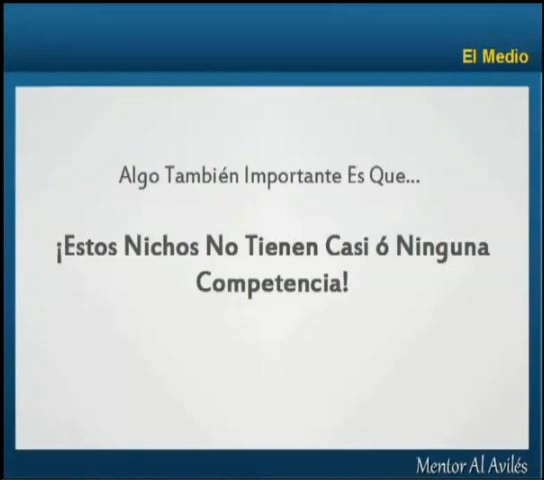 El Medio
Algo También Importante Es Que...
¡Estos Nichos No Tienen Casi ó Ninguna
Competencia!
Mentor Al Avilés